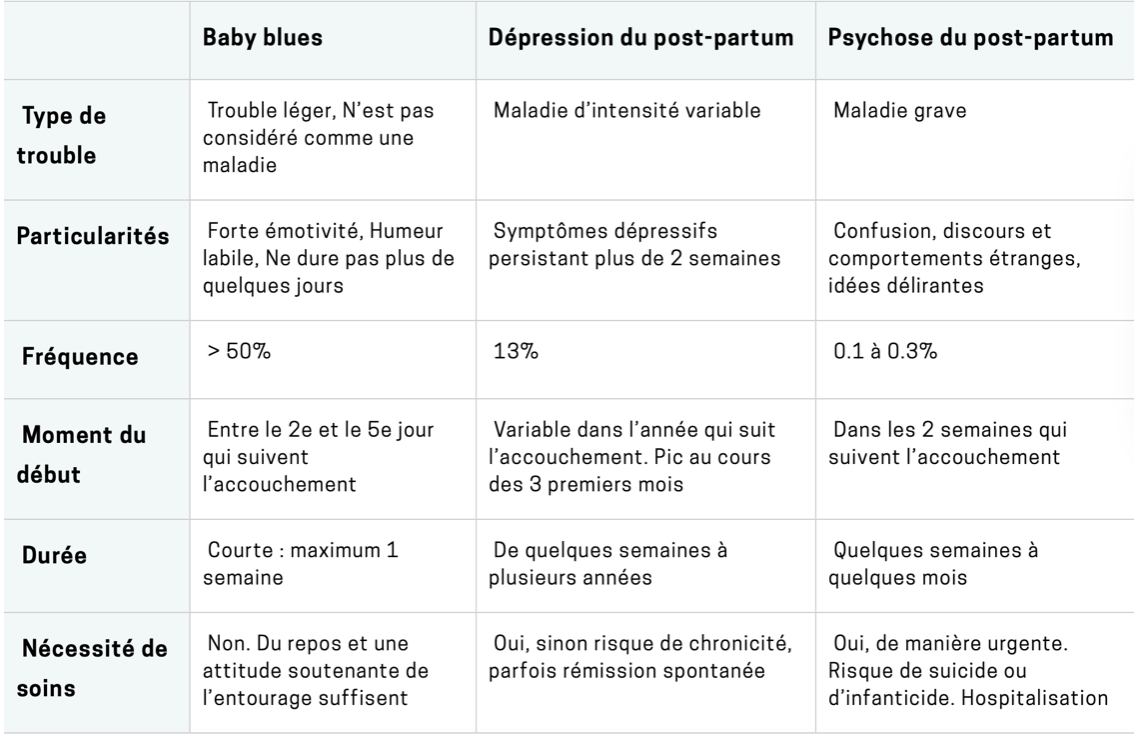 Baby blues
Dépression du post-partum
Psychose du post-partum
Type de
trouble
Trouble léger, N'est pas
considéré comme une
maladie
Maladie d'intensité variable
Maladie grave
Particularités
Forte émotivité, Humeur
labile, Ne dure pas plus de
quelques jours
Symptômes dépressifs
persistant plus de 2 semaines
Confusion, discours et
comportements étranges,
idées délirantes
Fréquence
> 50%
13%
0.1 à 0.3%
Moment du
début
Entre le 2e et le 5e jour
qui suivent
l'accouchement
Variable dans l'année qui suit
l'accouchement. Pic au cours
des 3 premiers mois
Dans les 2 semaines qui
suivent l'accouchement
Durée
Courte : maximum 1
semaine
De quelques semaines à
plusieurs années
Quelques semaines à
quelques mois
Nécessité de
soins
Non. Du repos et une
attitude soutenante de
l'entourage suffisent
Oui, sinon risque de chronicité,
parfois rémission spontanée
Oui, de manière urgente.
Risque de suicide ou
d'infanticide. Hospitalisation